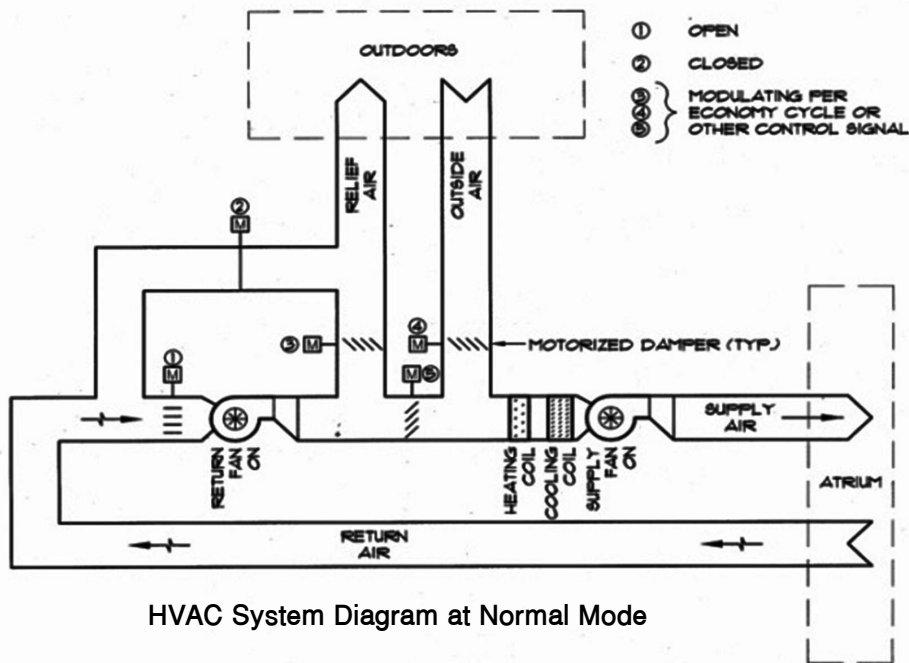 OUTDOORS
① OPEN
② CLOSED
③ MODULATING PER
④ ECONOMY CYCLE OR
⑤ OTHER CONTROL SIGNAL
RELIEF
AIR
OUTSIDE
AIR
②
M
③ M
④
M
MOTORIZED DAMPER (TYP.)
①
M
M ⑤
SUPPLY
AIR
RETURN
FAN
ON
HEATING
COIL
COOLING
COIL
SUPPLY
FAN
ON
ATRIUM
RETURN
AIR
HVAC System Diagram at Normal Mode